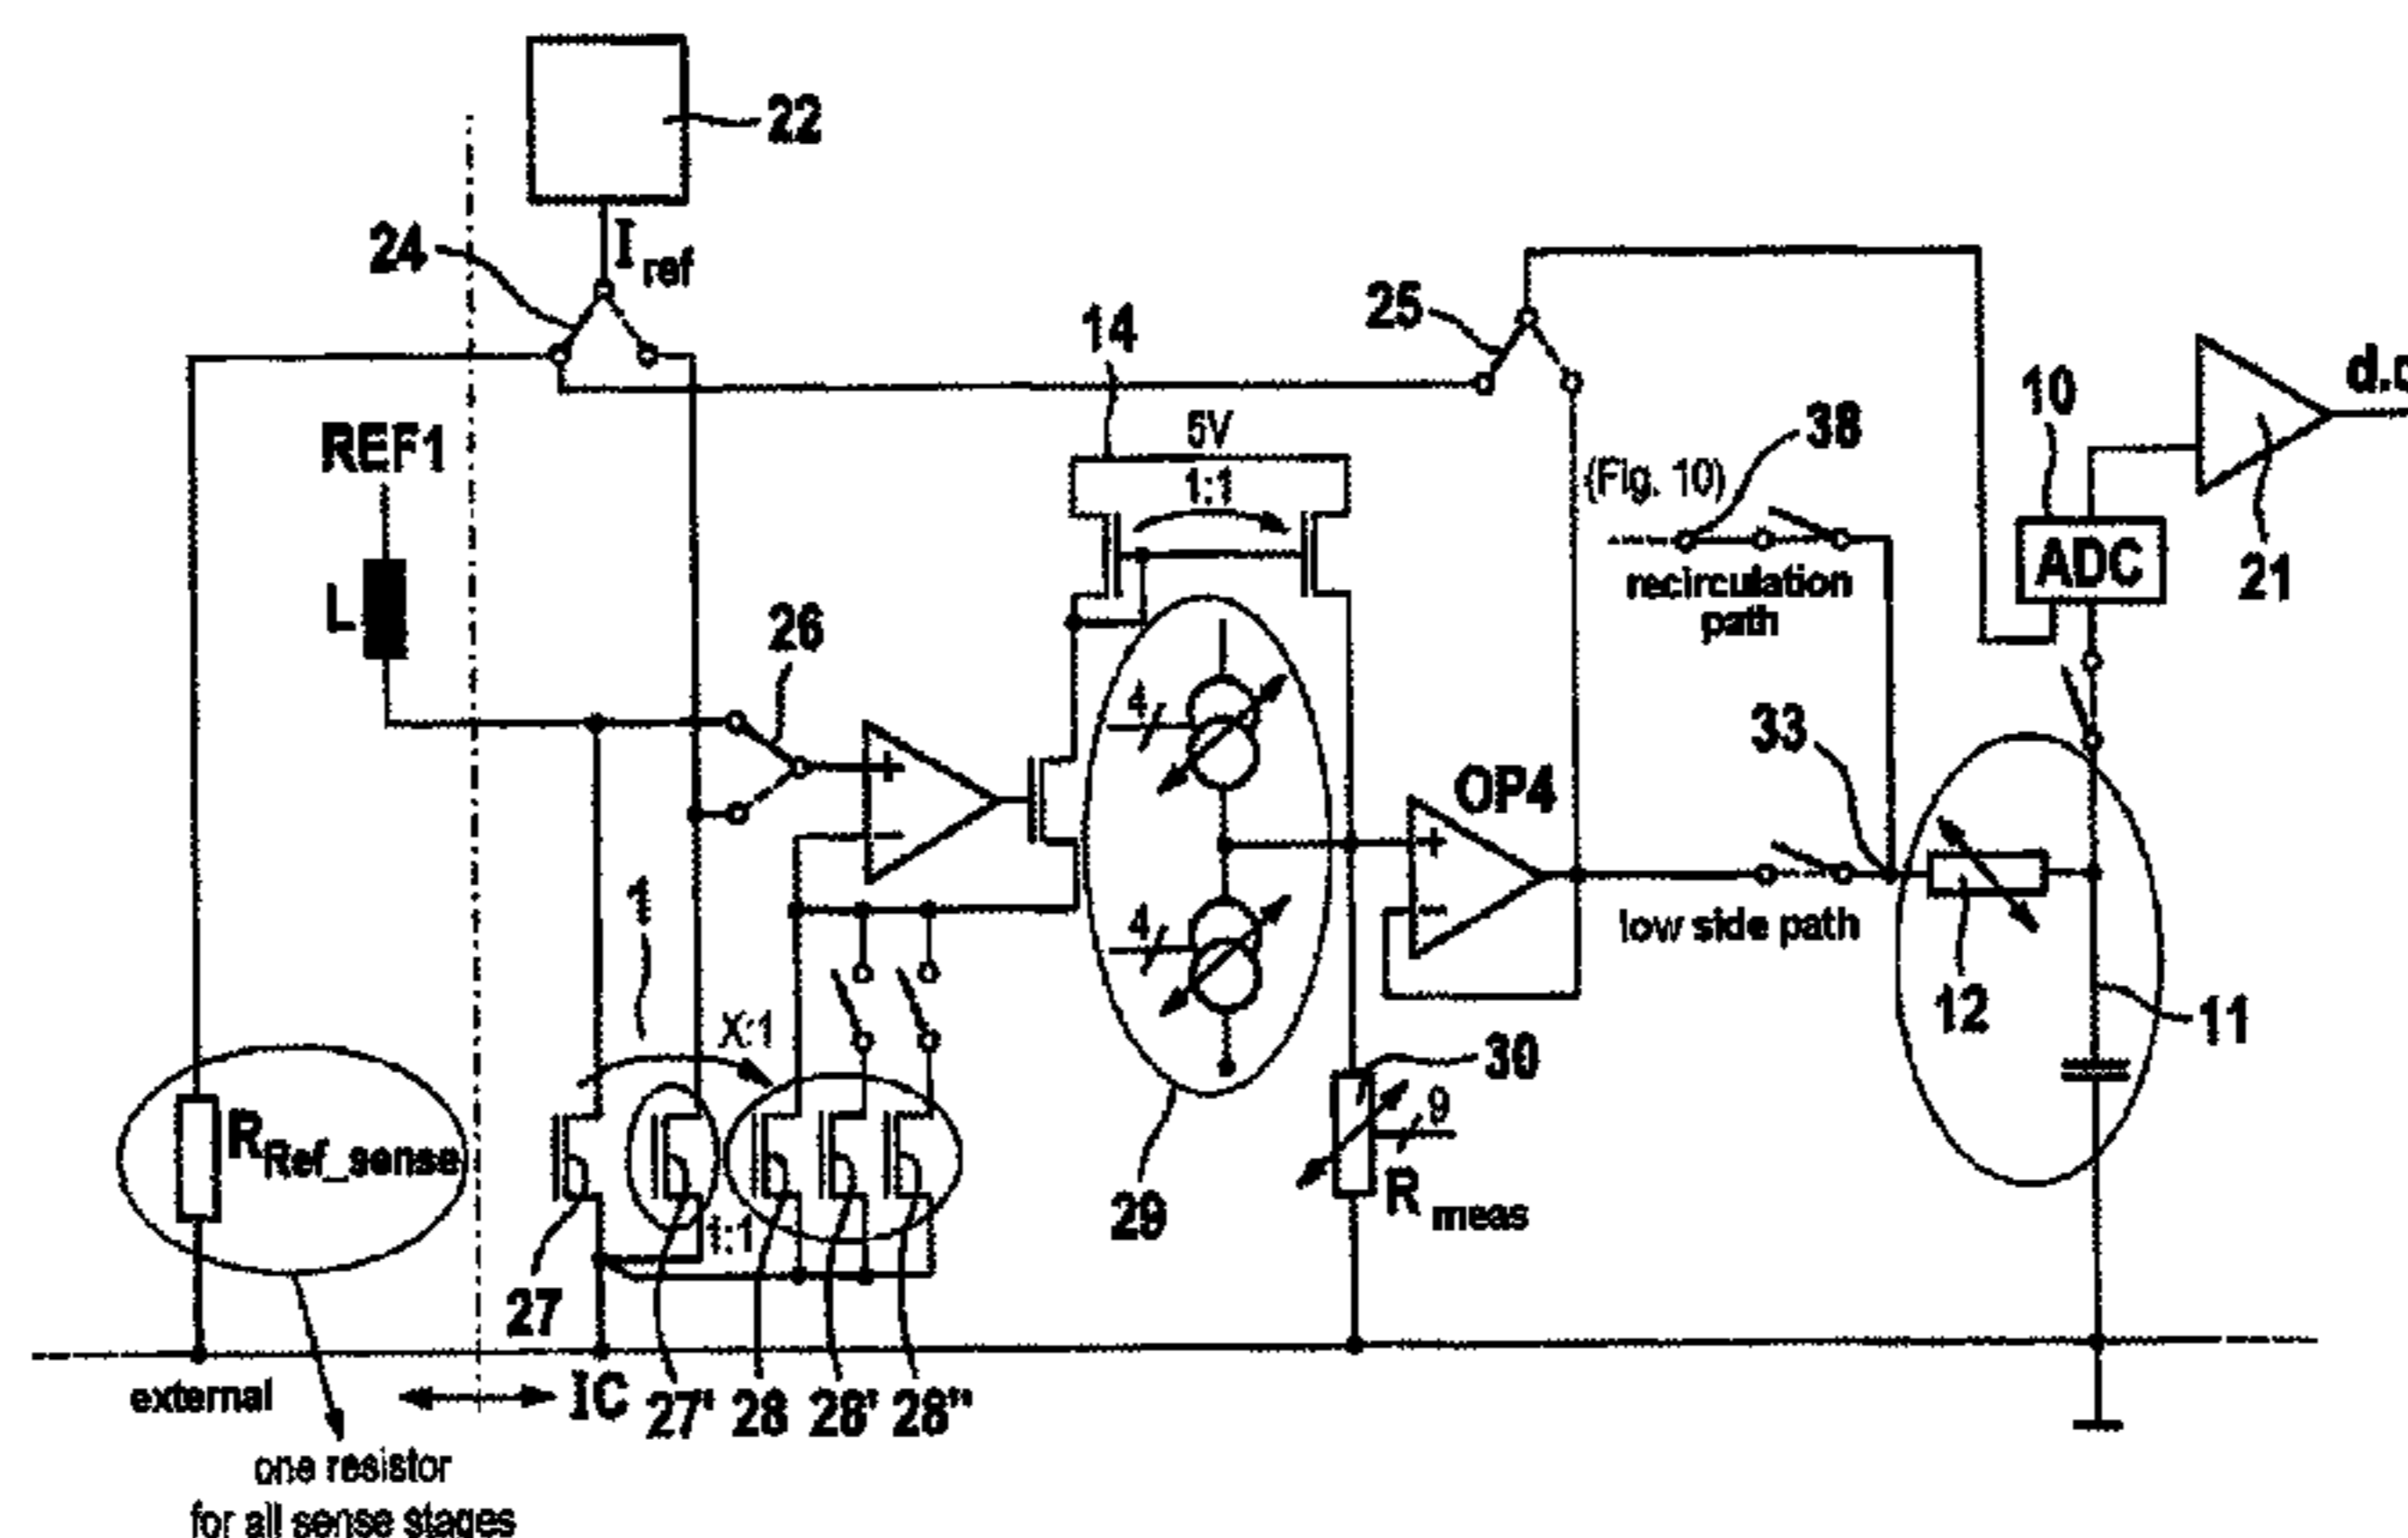 22
24
I ref
25
14
5V
1:1
(Fig. 10)
38
10
d.c
REF1
L
ADC
21
recirculation
path
26
4
+
−
OP4
33
+
−
low side path
4
12
11
1
X:1
30
9
R Ref_sense
R meas
1:1
29
27
external
IC
27'
28
28'
28"
one resistor
for all sense stages